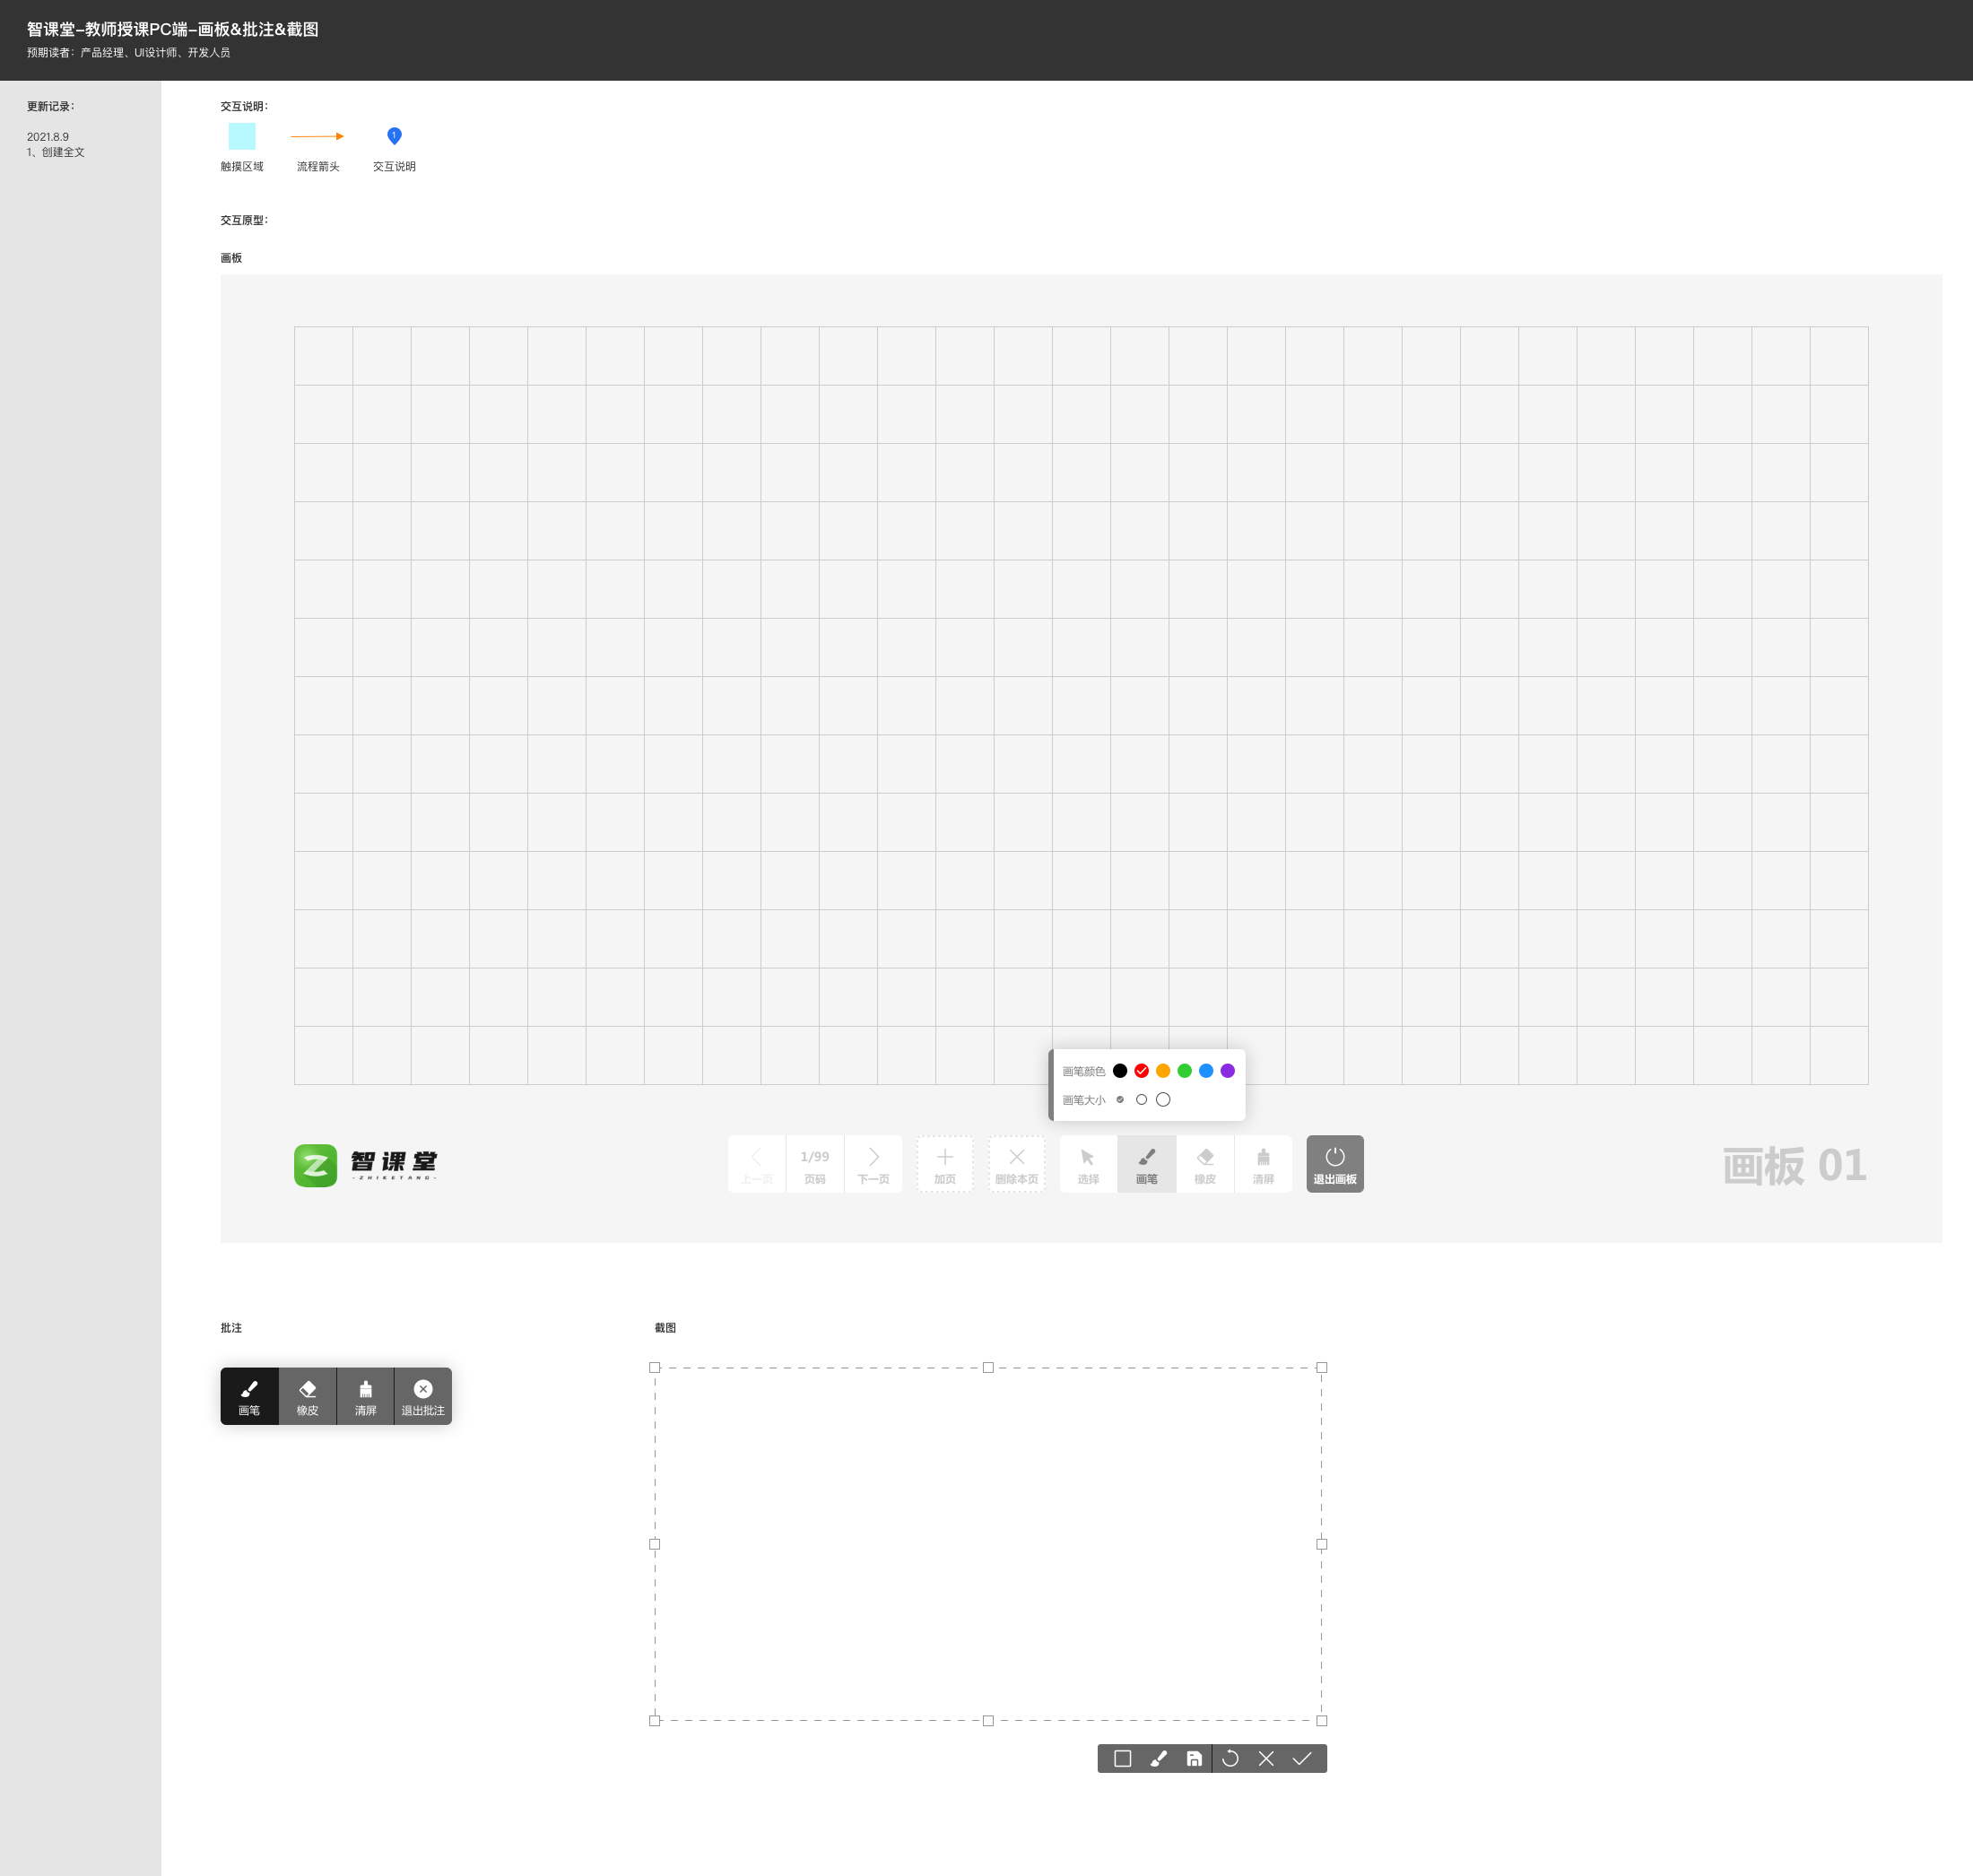 智课堂-教师授课PC端-画板&批注&截图
预期读者：产品经理、UI设计师、开发人员
更新记录：
2021.8.9
1、创建全文
交互说明：
1
触摸区域
流程箭头
交互说明
交互原型：
画板
画笔颜色
画笔大小
智课堂
-ZHIKETANG-
上一页
1/99
页码
下一页
加页
删除本页
选择
画笔
橡皮
清屏
退出画板
画板 01
批注
截图
画笔
橡皮
清屏
退出批注